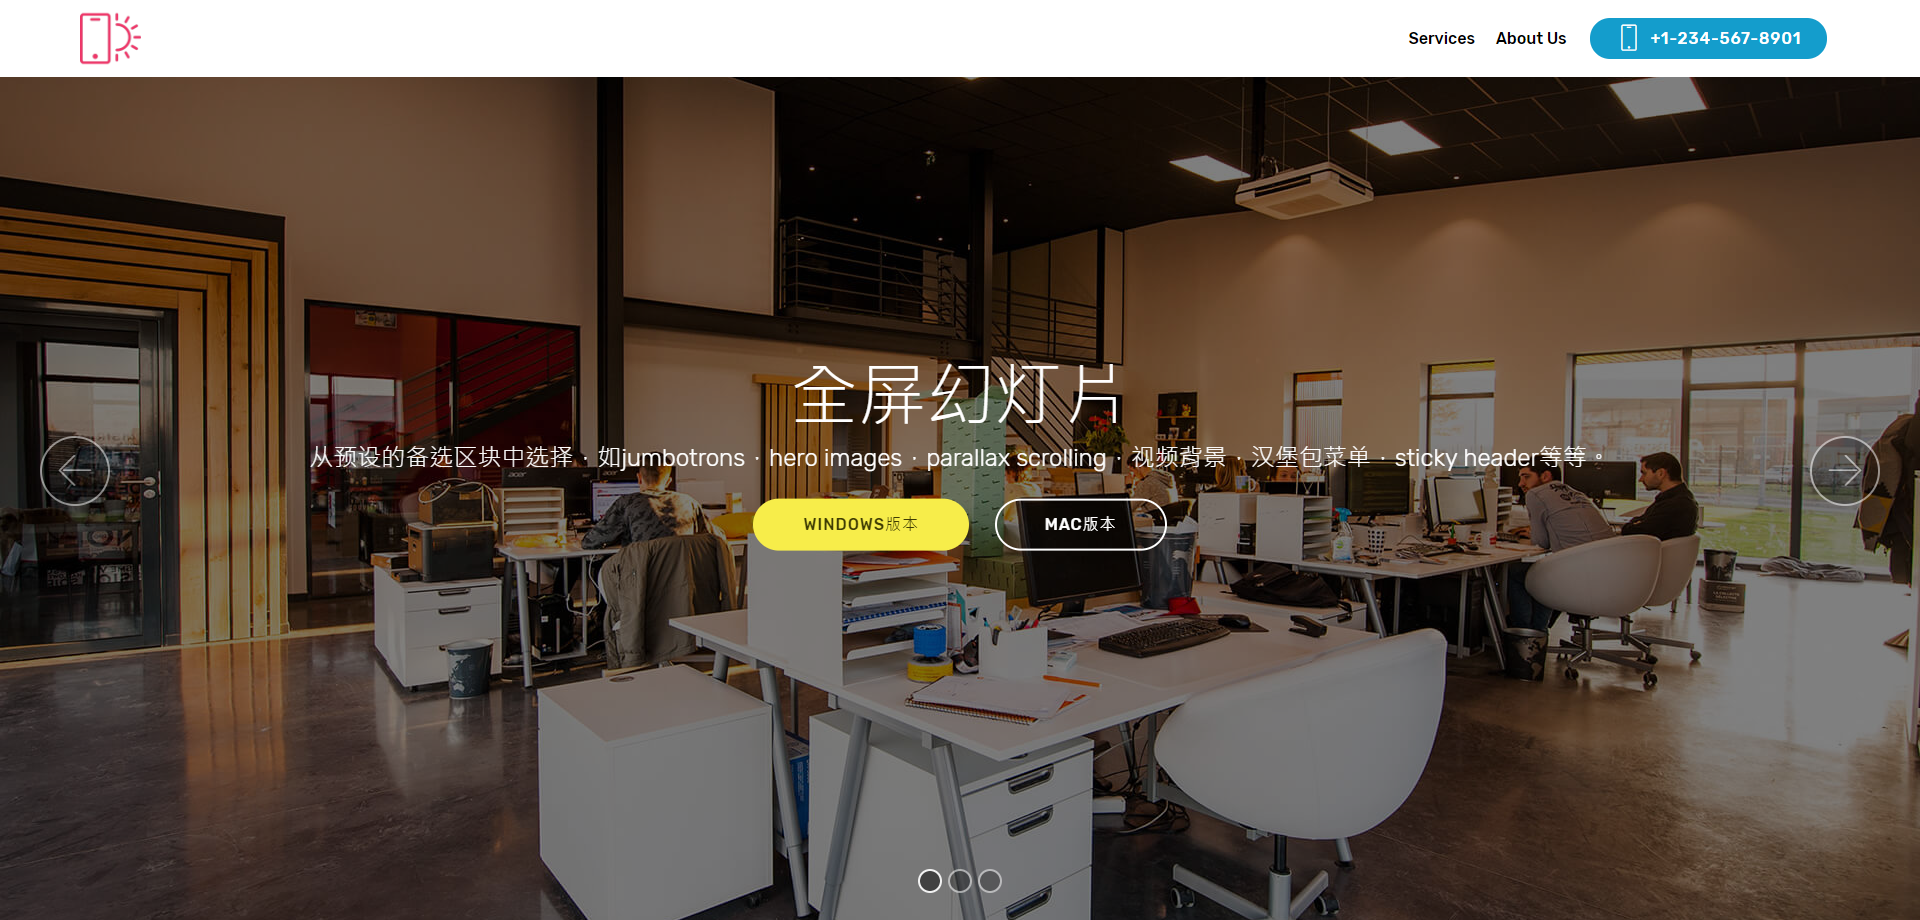 Services About Us +1-234-567-8901
全屏幻灯片
从预设的备选区块中选择 · 如jumbotrons · hero images · parallax scrolling · 视频背景 · 汉堡包菜单 · sticky header等等。
WINDOWS版本 MAC版本
acer